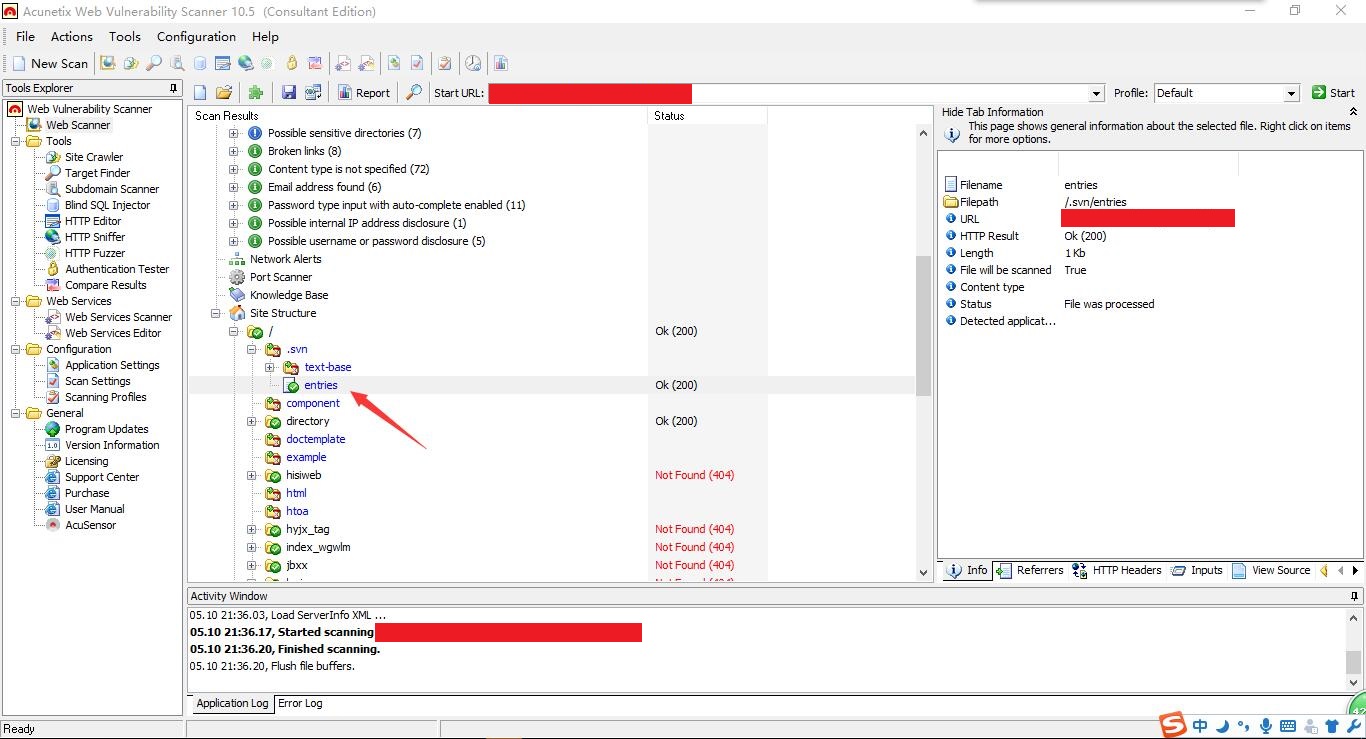 Acunetix Web Vulnerability Scanner 10.5 (Consultant Edition)
File Actions Tools Configuration Help
New Scan
Tools Explorer
Report Start URL: Profile: Default Start
Web Vulnerability Scanner
Web Scanner
Tools
Site Crawler
Target Finder
Subdomain Scanner
Blind SQL Injector
HTTP Editor
HTTP Sniffer
HTTP Fuzzer
Authentication Tester
Compare Results
Web Services
Web Services Scanner
Web Services Editor
Configuration
Application Settings
Scan Settings
Scanning Profiles
General
Program Updates
1.0 Version Information
Licensing
Support Center
Purchase
User Manual
AcuSensor
Scan Results Status
Possible sensitive directories (7)
Broken links (8)
Content type is not specified (72)
Email address found (6)
Password type input with auto-complete enabled (11)
Possible internal IP address disclosure (1)
Possible username or password disclosure (5)
Network Alerts
Port Scanner
Knowledge Base
Site Structure
/ Ok (200)
.svn
text-base
entries Ok (200)
component
directory Ok (200)
doctemplate
example
hisiweb Not Found (404)
html
htoa
hyjx_tag Not Found (404)
index_wgwlm Not Found (404)
jbxx Not Found (404)
Hide Tab Information
This page shows general information about the selected file. Right click on items
for more options.
Filename entries
Filepath /.svn/entries
URL
HTTP Result Ok (200)
Length 1 Kb
File will be scanned True
Content type
Status File was processed
Detected applicat...
Info Referrers HTTP Headers Inputs View Source
Activity Window
05.10 21:36.03, Load ServerInfo XML ...
05.10 21:36.17, Started scanning
05.10 21:36.20, Finished scanning.
05.10 21:36.20, Flush file buffers.
Application Log Error Log
Ready
S 中